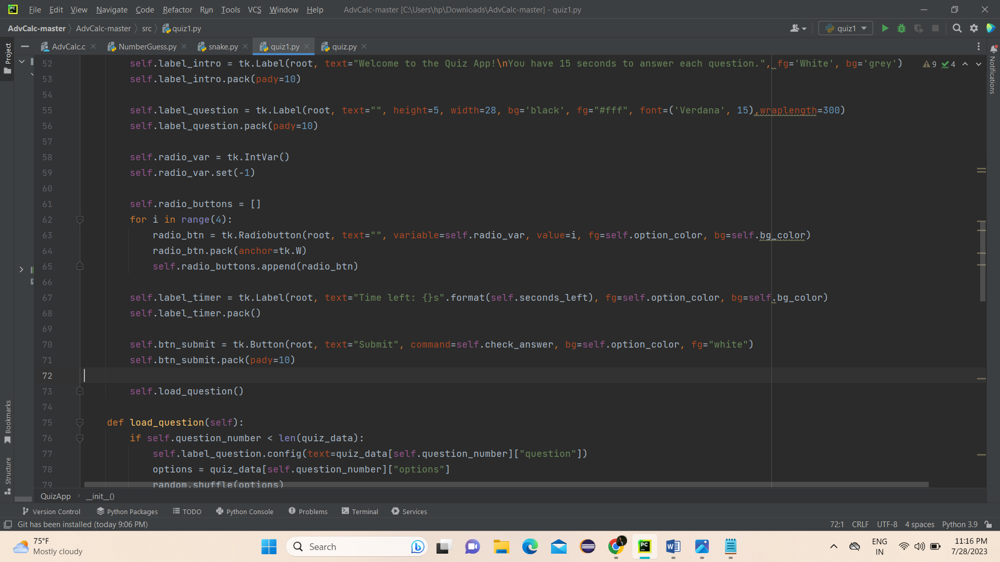 PC File Edit View Navigate Code Refactor Run Tools VCS Window Help AdvCalc-master [C:\Users\hp\Downloads\AdvCalc-master] - quiz1.py
AdvCalc-master AdvCalc-master src quiz1.py quiz1
Project
AdvCalc.c NumberGuess.py snake.py quiz1.py quiz.py
Notifications
9 4
52 self.label_intro = tk.Label(root, text="Welcome to the Quiz App!\nYou have 15 seconds to answer each question.", fg='White', bg='grey')
53 self.label_intro.pack(pady=10)
54
55 self.label_question = tk.Label(root, text="", height=5, width=28, bg='black', fg="#fff", font=('Verdana', 15),wraplength=300)
56 self.label_question.pack(pady=10)
57
58 self.radio_var = tk.IntVar()
59 self.radio_var.set(-1)
60
61 self.radio_buttons = []
62 for i in range(4):
63 radio_btn = tk.Radiobutton(root, text="", variable=self.radio_var, value=i, fg=self.option_color, bg=self.bg_color)
64 radio_btn.pack(anchor=tk.W)
65 self.radio_buttons.append(radio_btn)
66
67 self.label_timer = tk.Label(root, text="Time left: {}s".format(self.seconds_left), fg=self.option_color, bg=self.bg_color)
68 self.label_timer.pack()
69
70 self.btn_submit = tk.Button(root, text="Submit", command=self.check_answer, bg=self.option_color, fg="white")
71 self.btn_submit.pack(pady=10)
72
73 self.load_question()
74
75 def load_question(self):
76 if self.question_number < len(quiz_data):
77 self.label_question.config(text=quiz_data[self.question_number]["question"])
78 options = quiz_data[self.question_number]["options"]
79 random.shuffle(options)
Bookmarks
Structure
QuizApp __init__()
Version Control Python Packages TODO Python Console Problems Terminal Services
Git has been installed (today 9:06 PM) 72:1 CRLF UTF-8 4 spaces Python 3.9
75°F
Mostly cloudy
Search
PC
W
ENG
IN
11:16 PM
7/28/2023